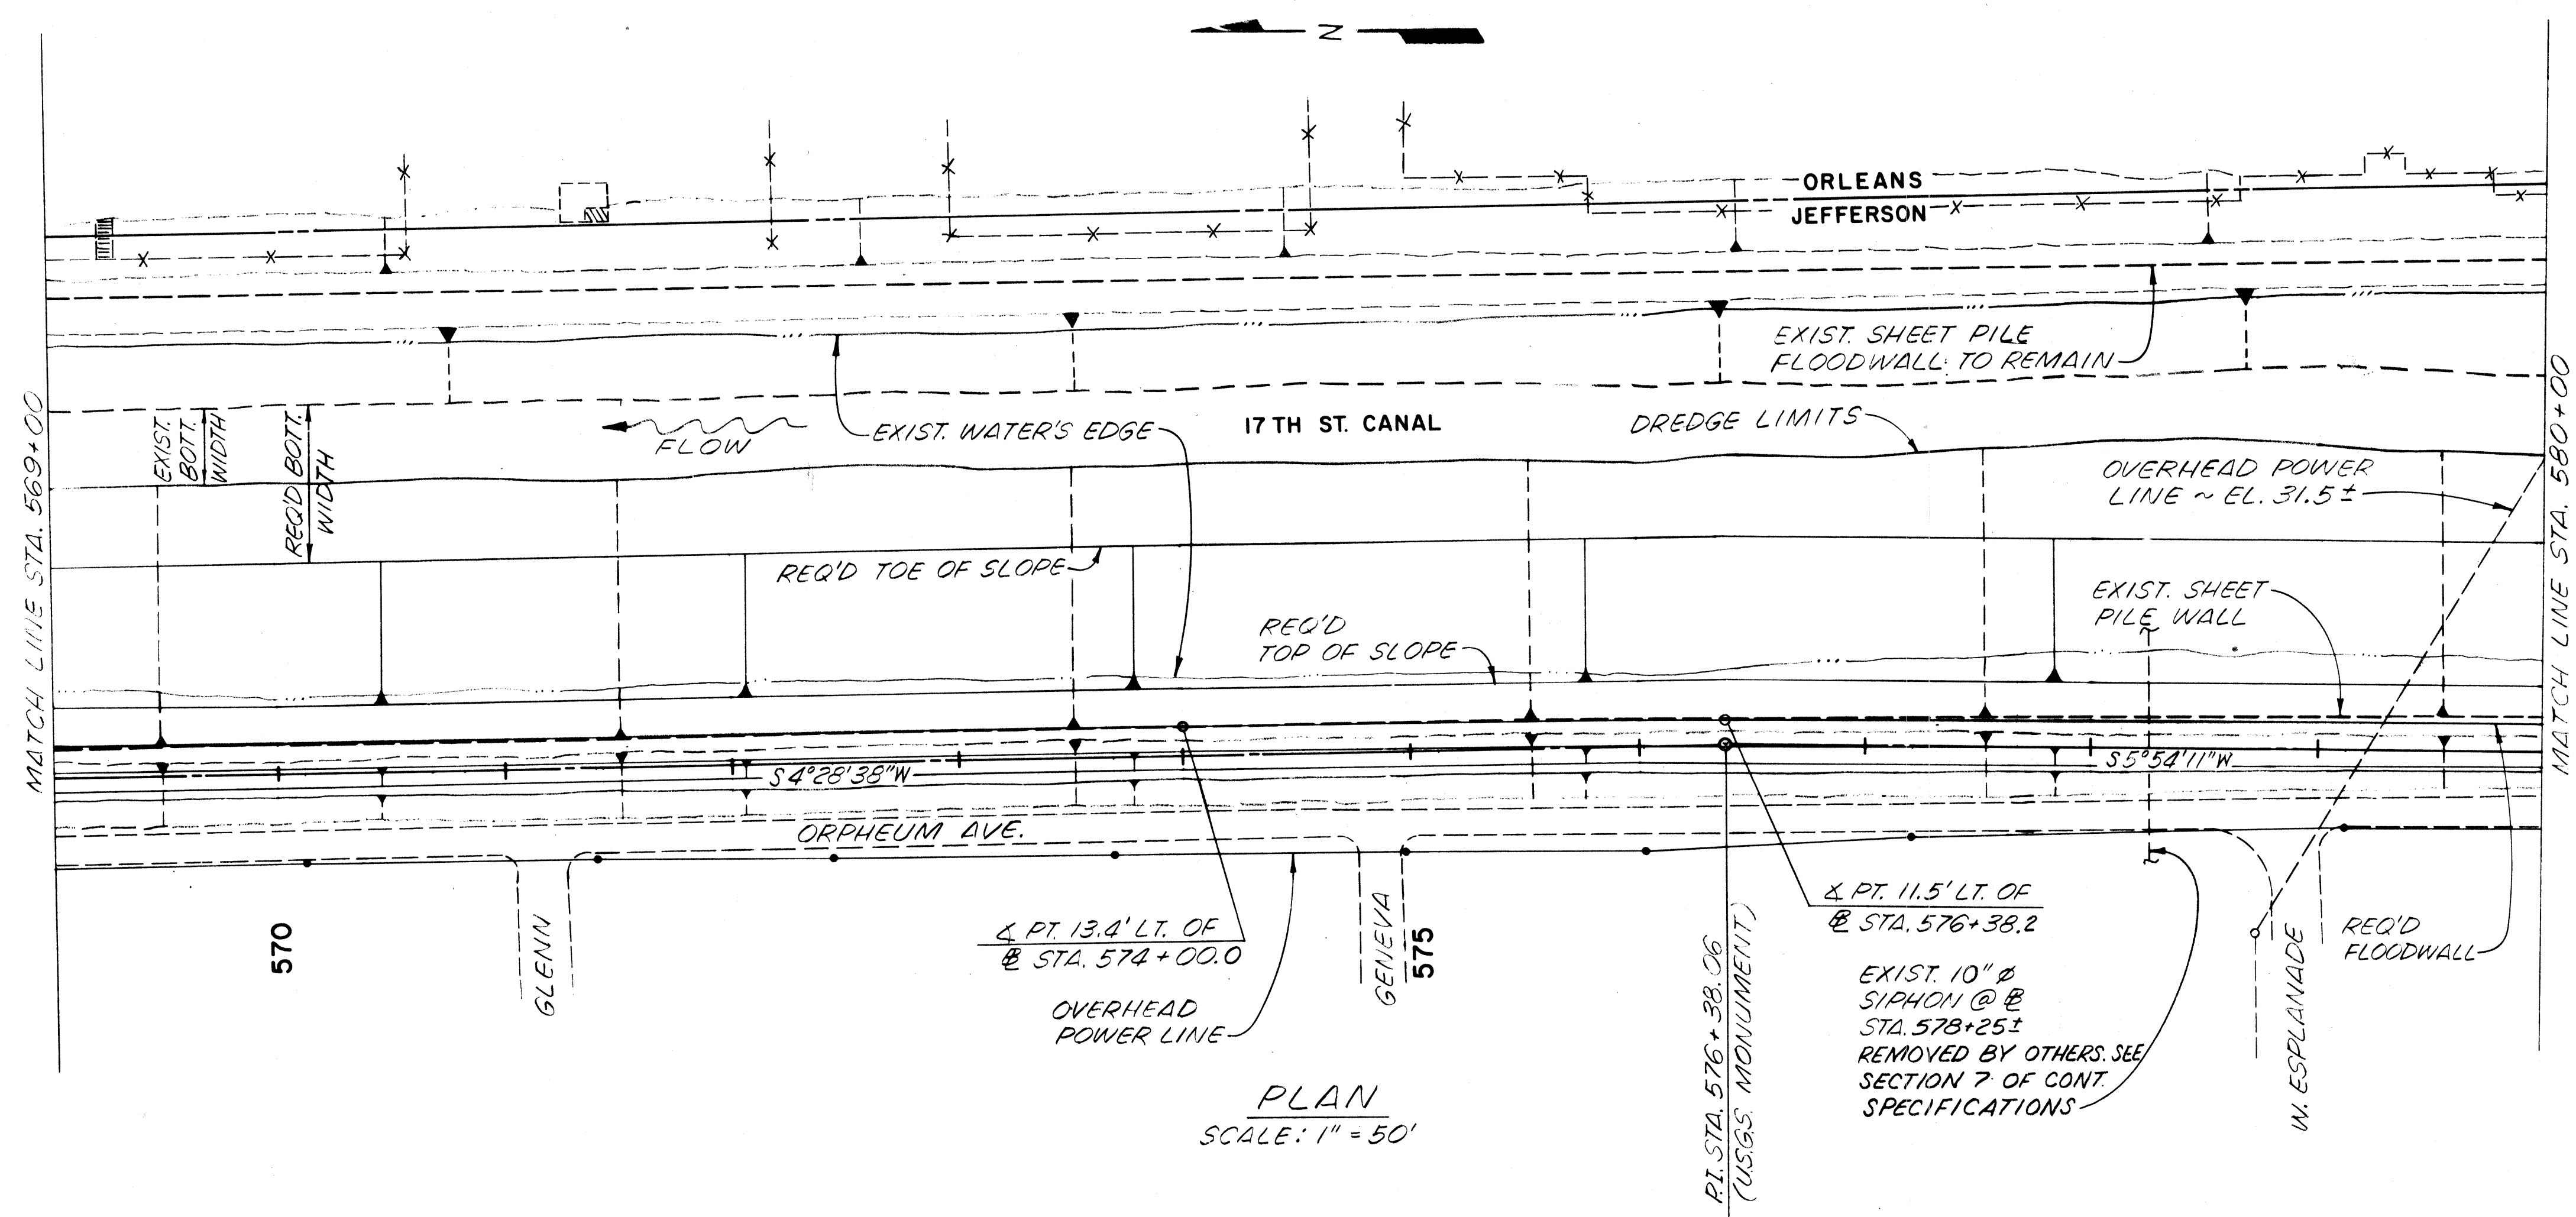 N
ORLEANS
JEFFERSON
EXIST. SHEET PILE
FLOODWALL TO REMAIN
MATCH LINE STA. 569+00
EXIST.
BOTT.
WIDTH
REQ'D BOTT.
WIDTH
FLOW
EXIST. WATER'S EDGE
17TH ST. CANAL
DREDGE LIMITS
OVERHEAD POWER
LINE ~ EL. 31.5±
MATCH LINE STA. 580+00
REQ'D TOE OF SLOPE
REQ'D
TOP OF SLOPE
EXIST. SHEET
PILE WALL
S4°28'38"W
S5°54'11"W
ORPHEUM AVE.
570
GLENN
∡ PT. 13.4' LT. OF
℄ STA. 574+00.0
OVERHEAD
POWER LINE
GENEVA
575
P.I. STA. 576+38.06
(U.S.G.S. MONUMENT)
∡ PT. 11.5' LT. OF
℄ STA. 576+38.2
EXIST. 10" ϕ
SIPHON @ ℄
STA. 578+25±
REMOVED BY OTHERS. SEE
SECTION 7 OF CONT.
SPECIFICATIONS
W. ESPLANADE
REQ'D
FLOODWALL
PLAN
SCALE: 1" = 50'